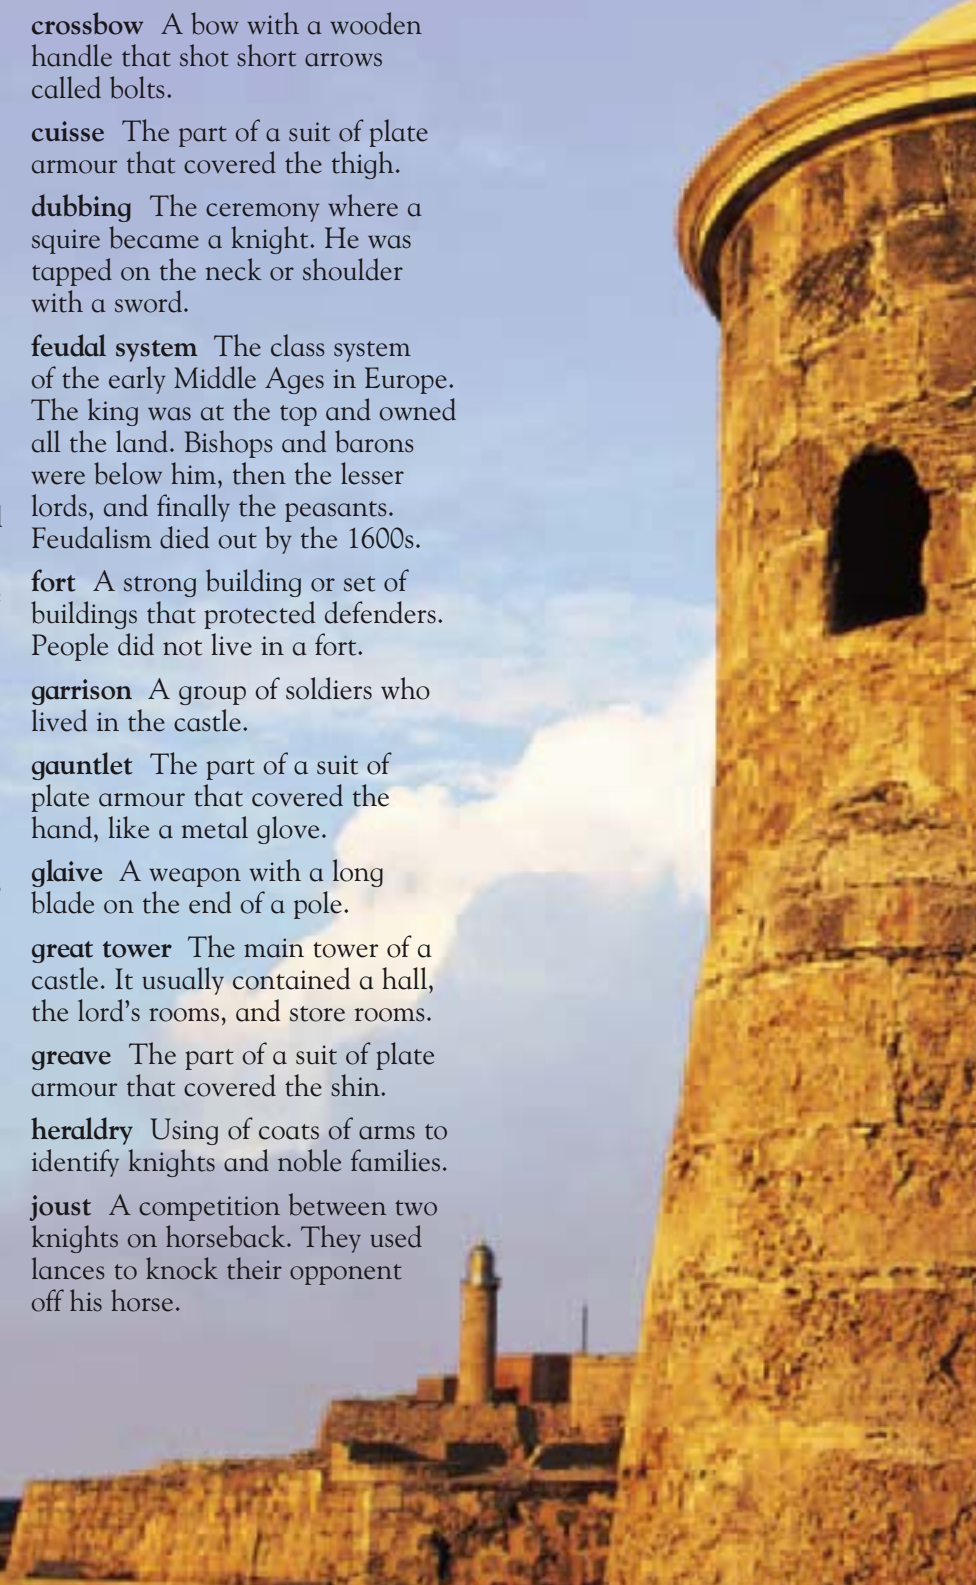 crossbow A bow with a wooden
handle that shot short arrows
called bolts.
cuisse The part of a suit of plate
armour that covered the thigh.
dubbing The ceremony where a
squire became a knight. He was
tapped on the neck or shoulder
with a sword.
feudal system The class system
of the early Middle Ages in Europe.
The king was at the top and owned
all the land. Bishops and barons
were below him, then the lesser
lords, and finally the peasants.
Feudalism died out by the 1600s.
fort A strong building or set of
buildings that protected defenders.
People did not live in a fort.
garrison A group of soldiers who
lived in the castle.
gauntlet The part of a suit of
plate armour that covered the
hand, like a metal glove.
glaive A weapon with a long
blade on the end of a pole.
great tower The main tower of a
castle. It usually contained a hall,
the lord's rooms, and store rooms.
greave The part of a suit of plate
armour that covered the shin.
heraldry Using of coats of arms to
identify knights and noble families.
joust A competition between two
knights on horseback. They used
lances to knock their opponent
off his horse.